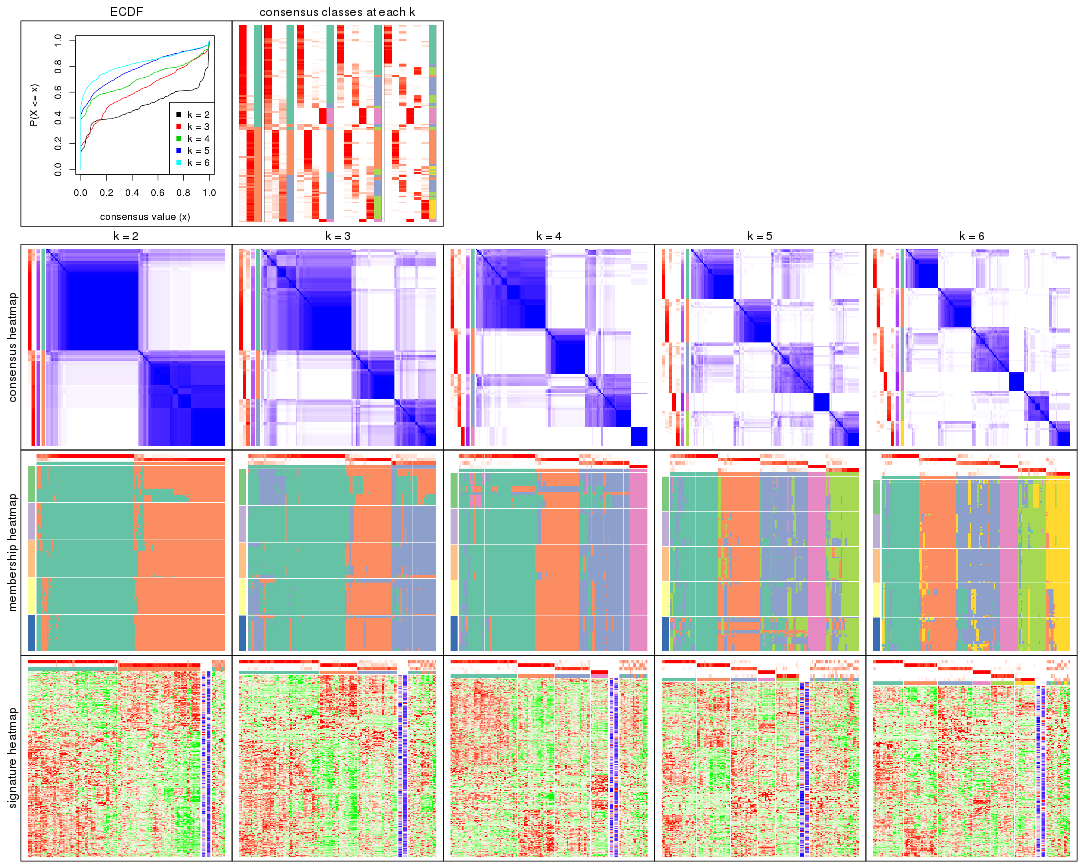 ECDF
consensus classes at each k
P(X <= x)
1.0
0.8
0.6
0.4
0.2
0.0
k = 2
k = 3
k = 4
k = 5
k = 6
0.0 0.2 0.4 0.6 0.8 1.0
consensus value (x)
k = 2
k = 3
k = 4
k = 5
k = 6
consensus heatmap
membership heatmap
signature heatmap